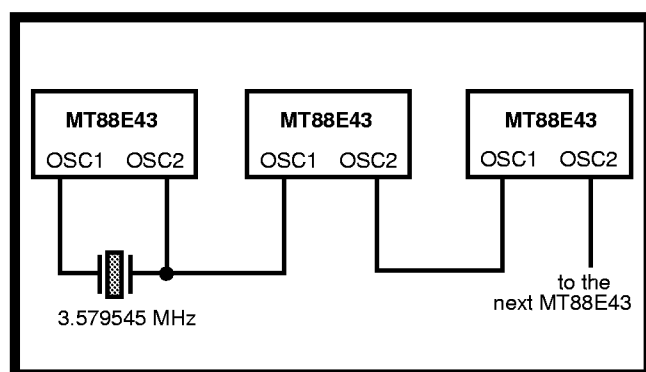 MT88E43
OSC1 OSC2
MT88E43
OSC1 OSC2
MT88E43
OSC1 OSC2
3.579545 MHz
to the
next MT88E43